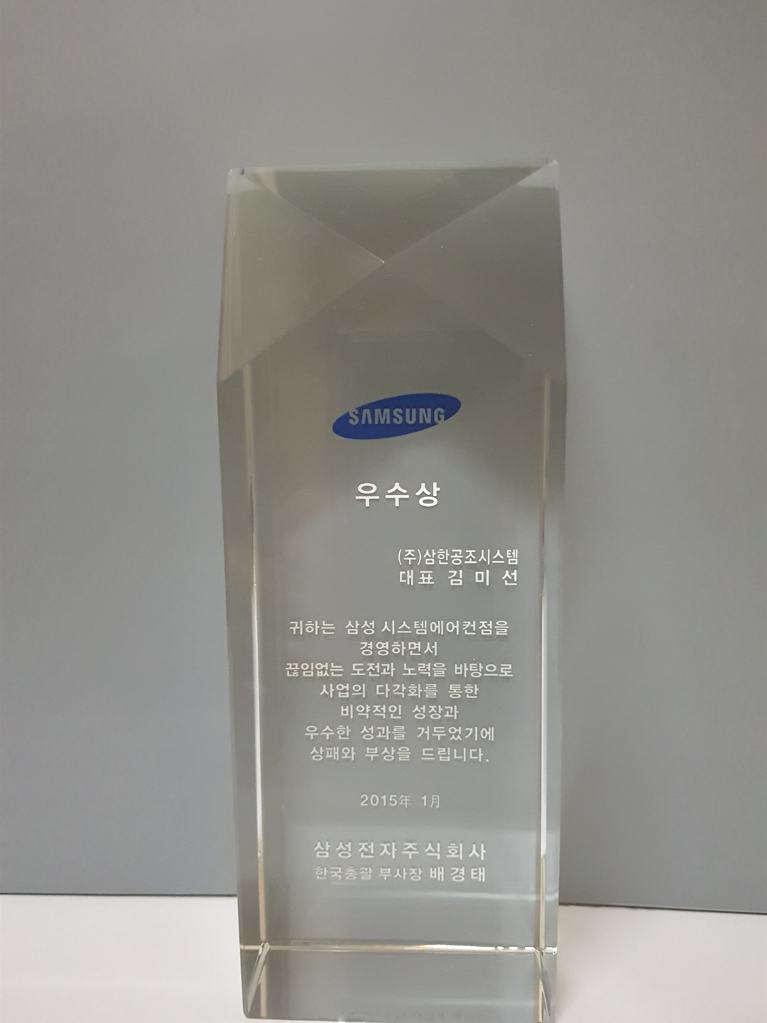 SAMSUNG
우수상
(주)삼한공조시스템
대표 김 미 선
귀하는 삼성 시스템에어컨점을
경영하면서
끊임없는 도전과 노력을 바탕으로
사업의 다각화를 통한
비약적인 성장과
우수한 성과를 거두었기에
상패와 부상을 드립니다.
2015年 1月
삼성전자주식회사
한국총괄 부사장 배경태